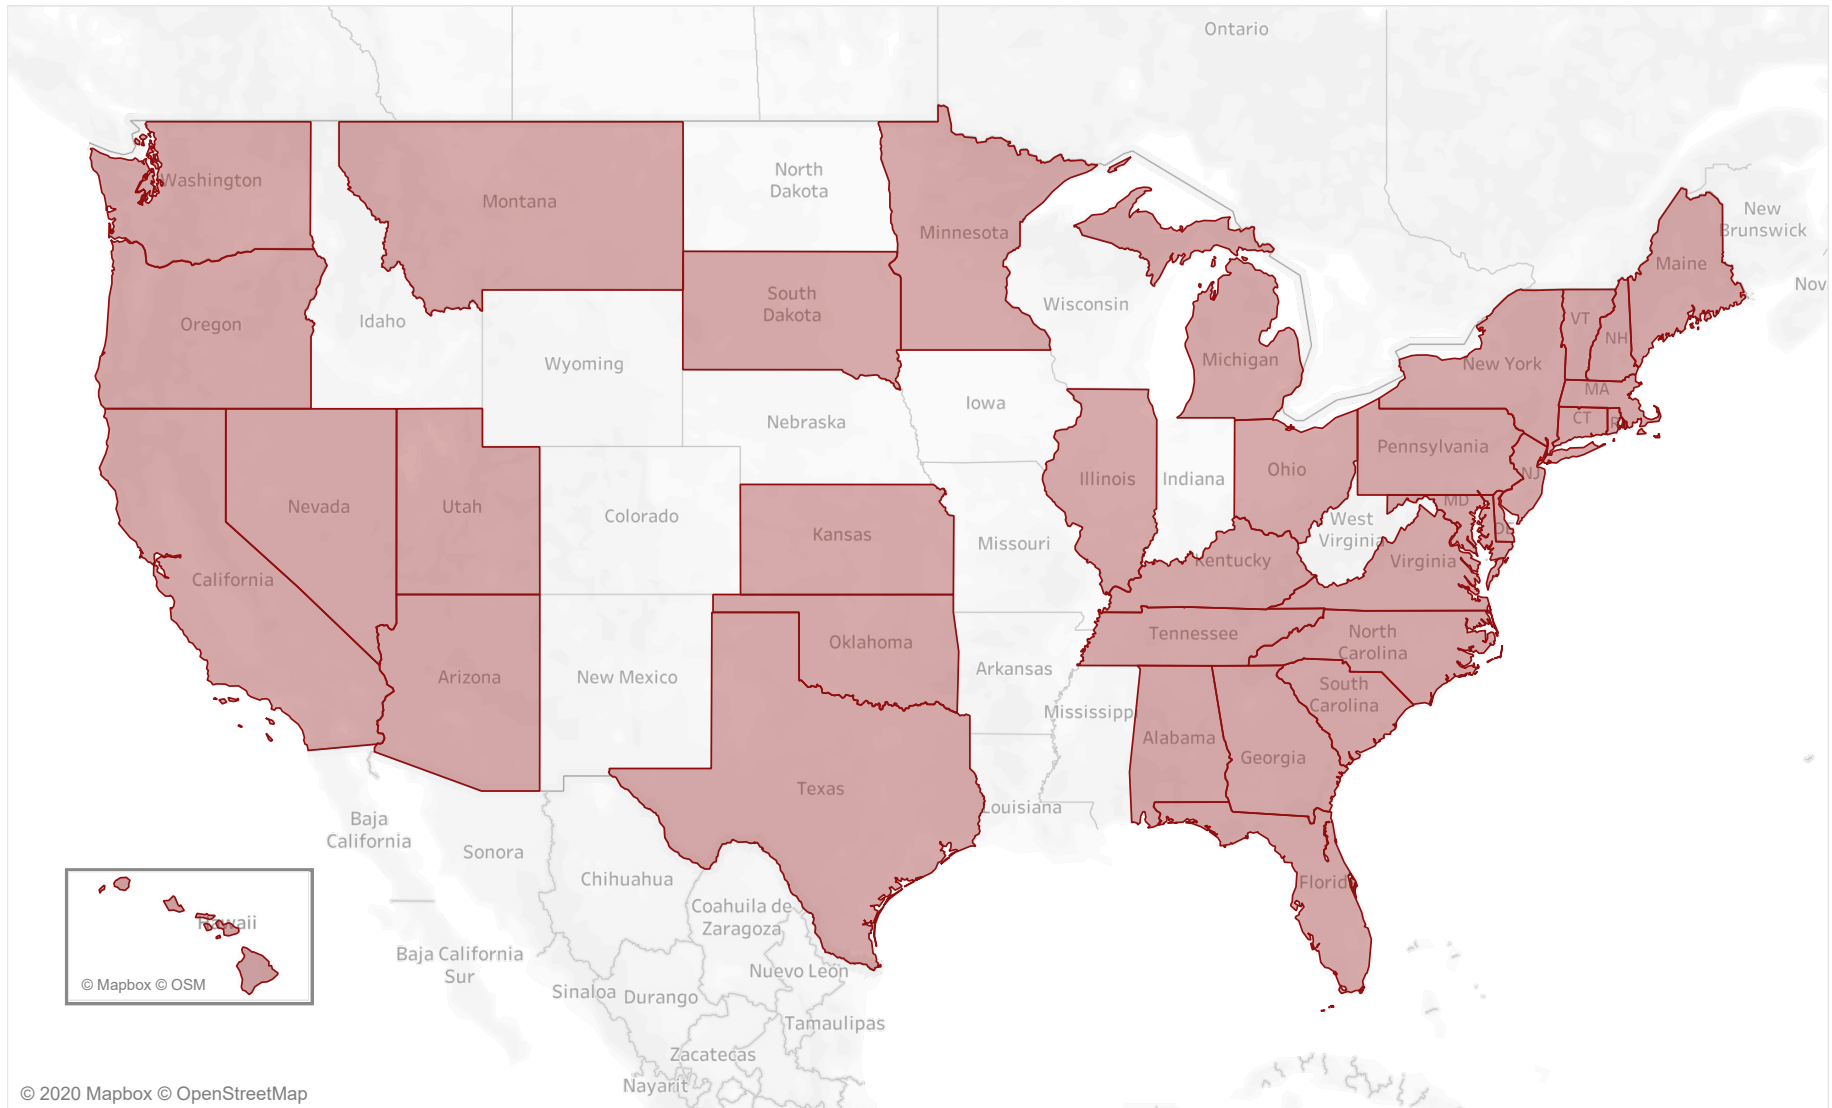 Ontario
Washington
Montana
North
Dakota
Minnesota
New
Brunswick
Maine
Nov
Oregon
Idaho
South
Dakota
Wisconsin
VT
NH
Wyoming
Michigan
New York
MA
Nebraska
Iowa
CT
R
Pennsylvania
Nevada
Utah
Colorado
Kansas
Missouri
Illinois
Indiana
Ohio
NJ
MD
DE
West
Virginia
California
Kentucky
Virginia
Arizona
New Mexico
Oklahoma
Arkansas
Tennessee
North
Carolina
South
Carolina
Mississippi
Alabama
Georgia
Texas
Louisiana
Baja
California
Sonora
Chihuahua
Florid
Coahuila de
Zaragoza
Hawaii
© Mapbox © OSM
Baja California
Sur
Nuevo León
Sinaloa
Durango
Tamaulipas
Zacatecas
Nayarit
© 2020 Mapbox © OpenStreetMap